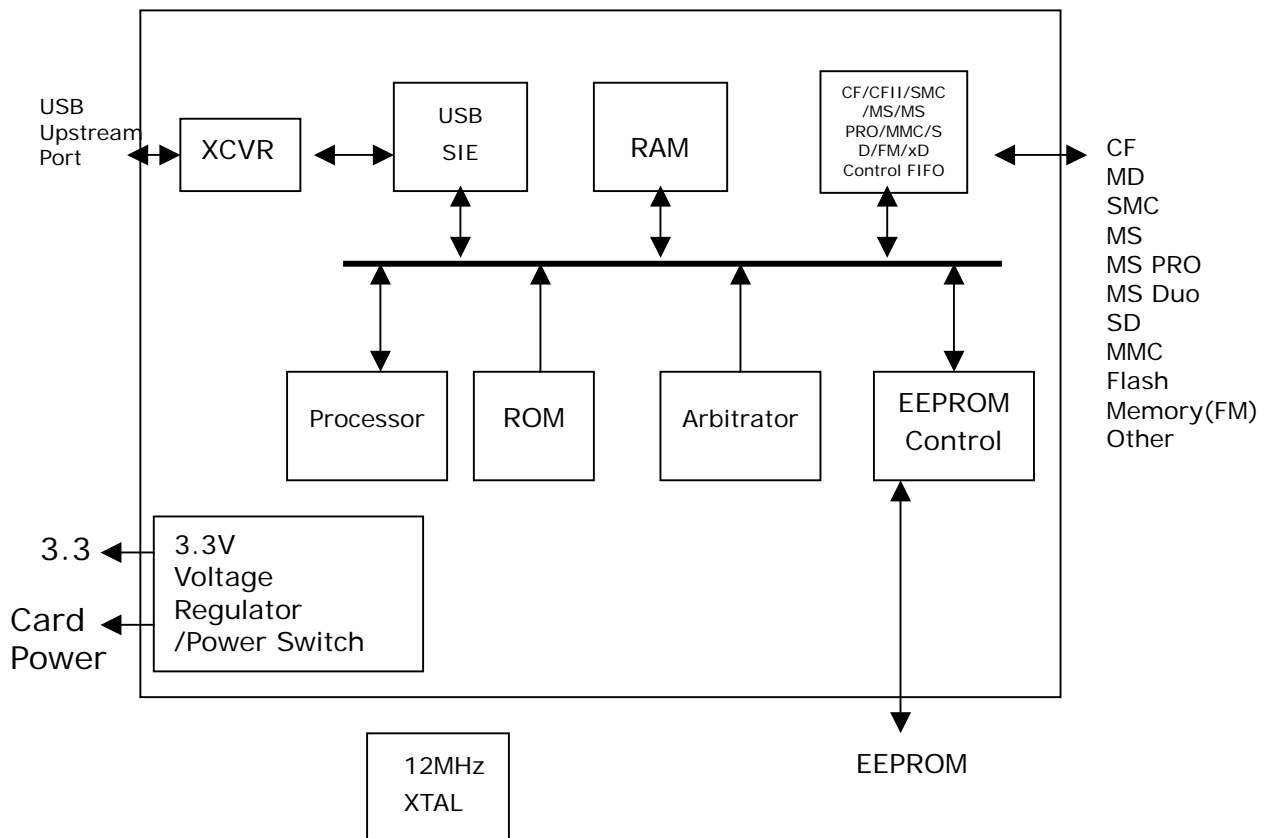 USB
Upstream
Port
XCVR
USB
SIE
RAM
CF/CFII/SMC
/MS/MS
PRO/MMC/S
D/FM/xD
Control FIFO
CF
MD
SMC
MS
MS PRO
MS Duo
SD
MMC
Flash
Memory(FM)
Other
Processor
ROM
Arbitrator
EEPROM
Control
3.3
3.3V
Voltage
Regulator
/Power Switch
Card
Power
12MHz
XTAL
EEPROM